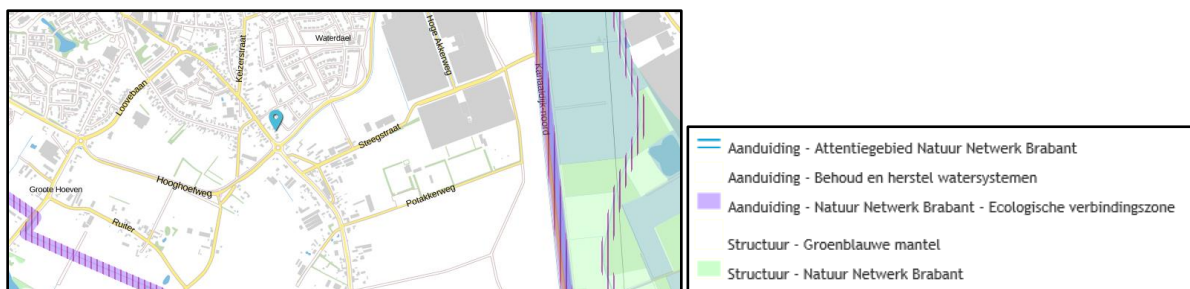 Waterdael
Hoge Akkerweg
Keizerstraat
Loovebaan
Kanaaldijk-noord
Steegstraat
Groote Hoeven
Hooghoefweg
Potakkerweg
Ruiter
Aanduiding - Attentiegebied Natuur Netwerk Brabant
Aanduiding - Behoud en herstel watersystemen
Aanduiding - Natuur Netwerk Brabant - Ecologische verbindingszone
Structuur - Groenblauwe mantel
Structuur - Natuur Netwerk Brabant